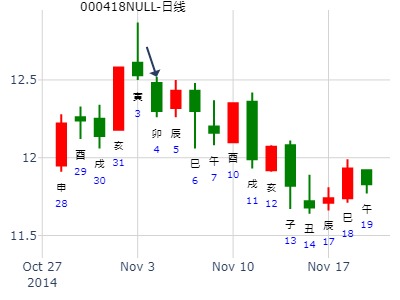 000418NULL-日线
12.5
12
11.5
申
28
酉
29
戌
30
亥
31
寅
3
卯
4
辰
5
巳
6
午
7
酉
10
戌
11
亥
12
子
13
丑
14
辰
17
巳
18
午
19
Oct 27
2014
Nov 3
Nov 10
Nov 17